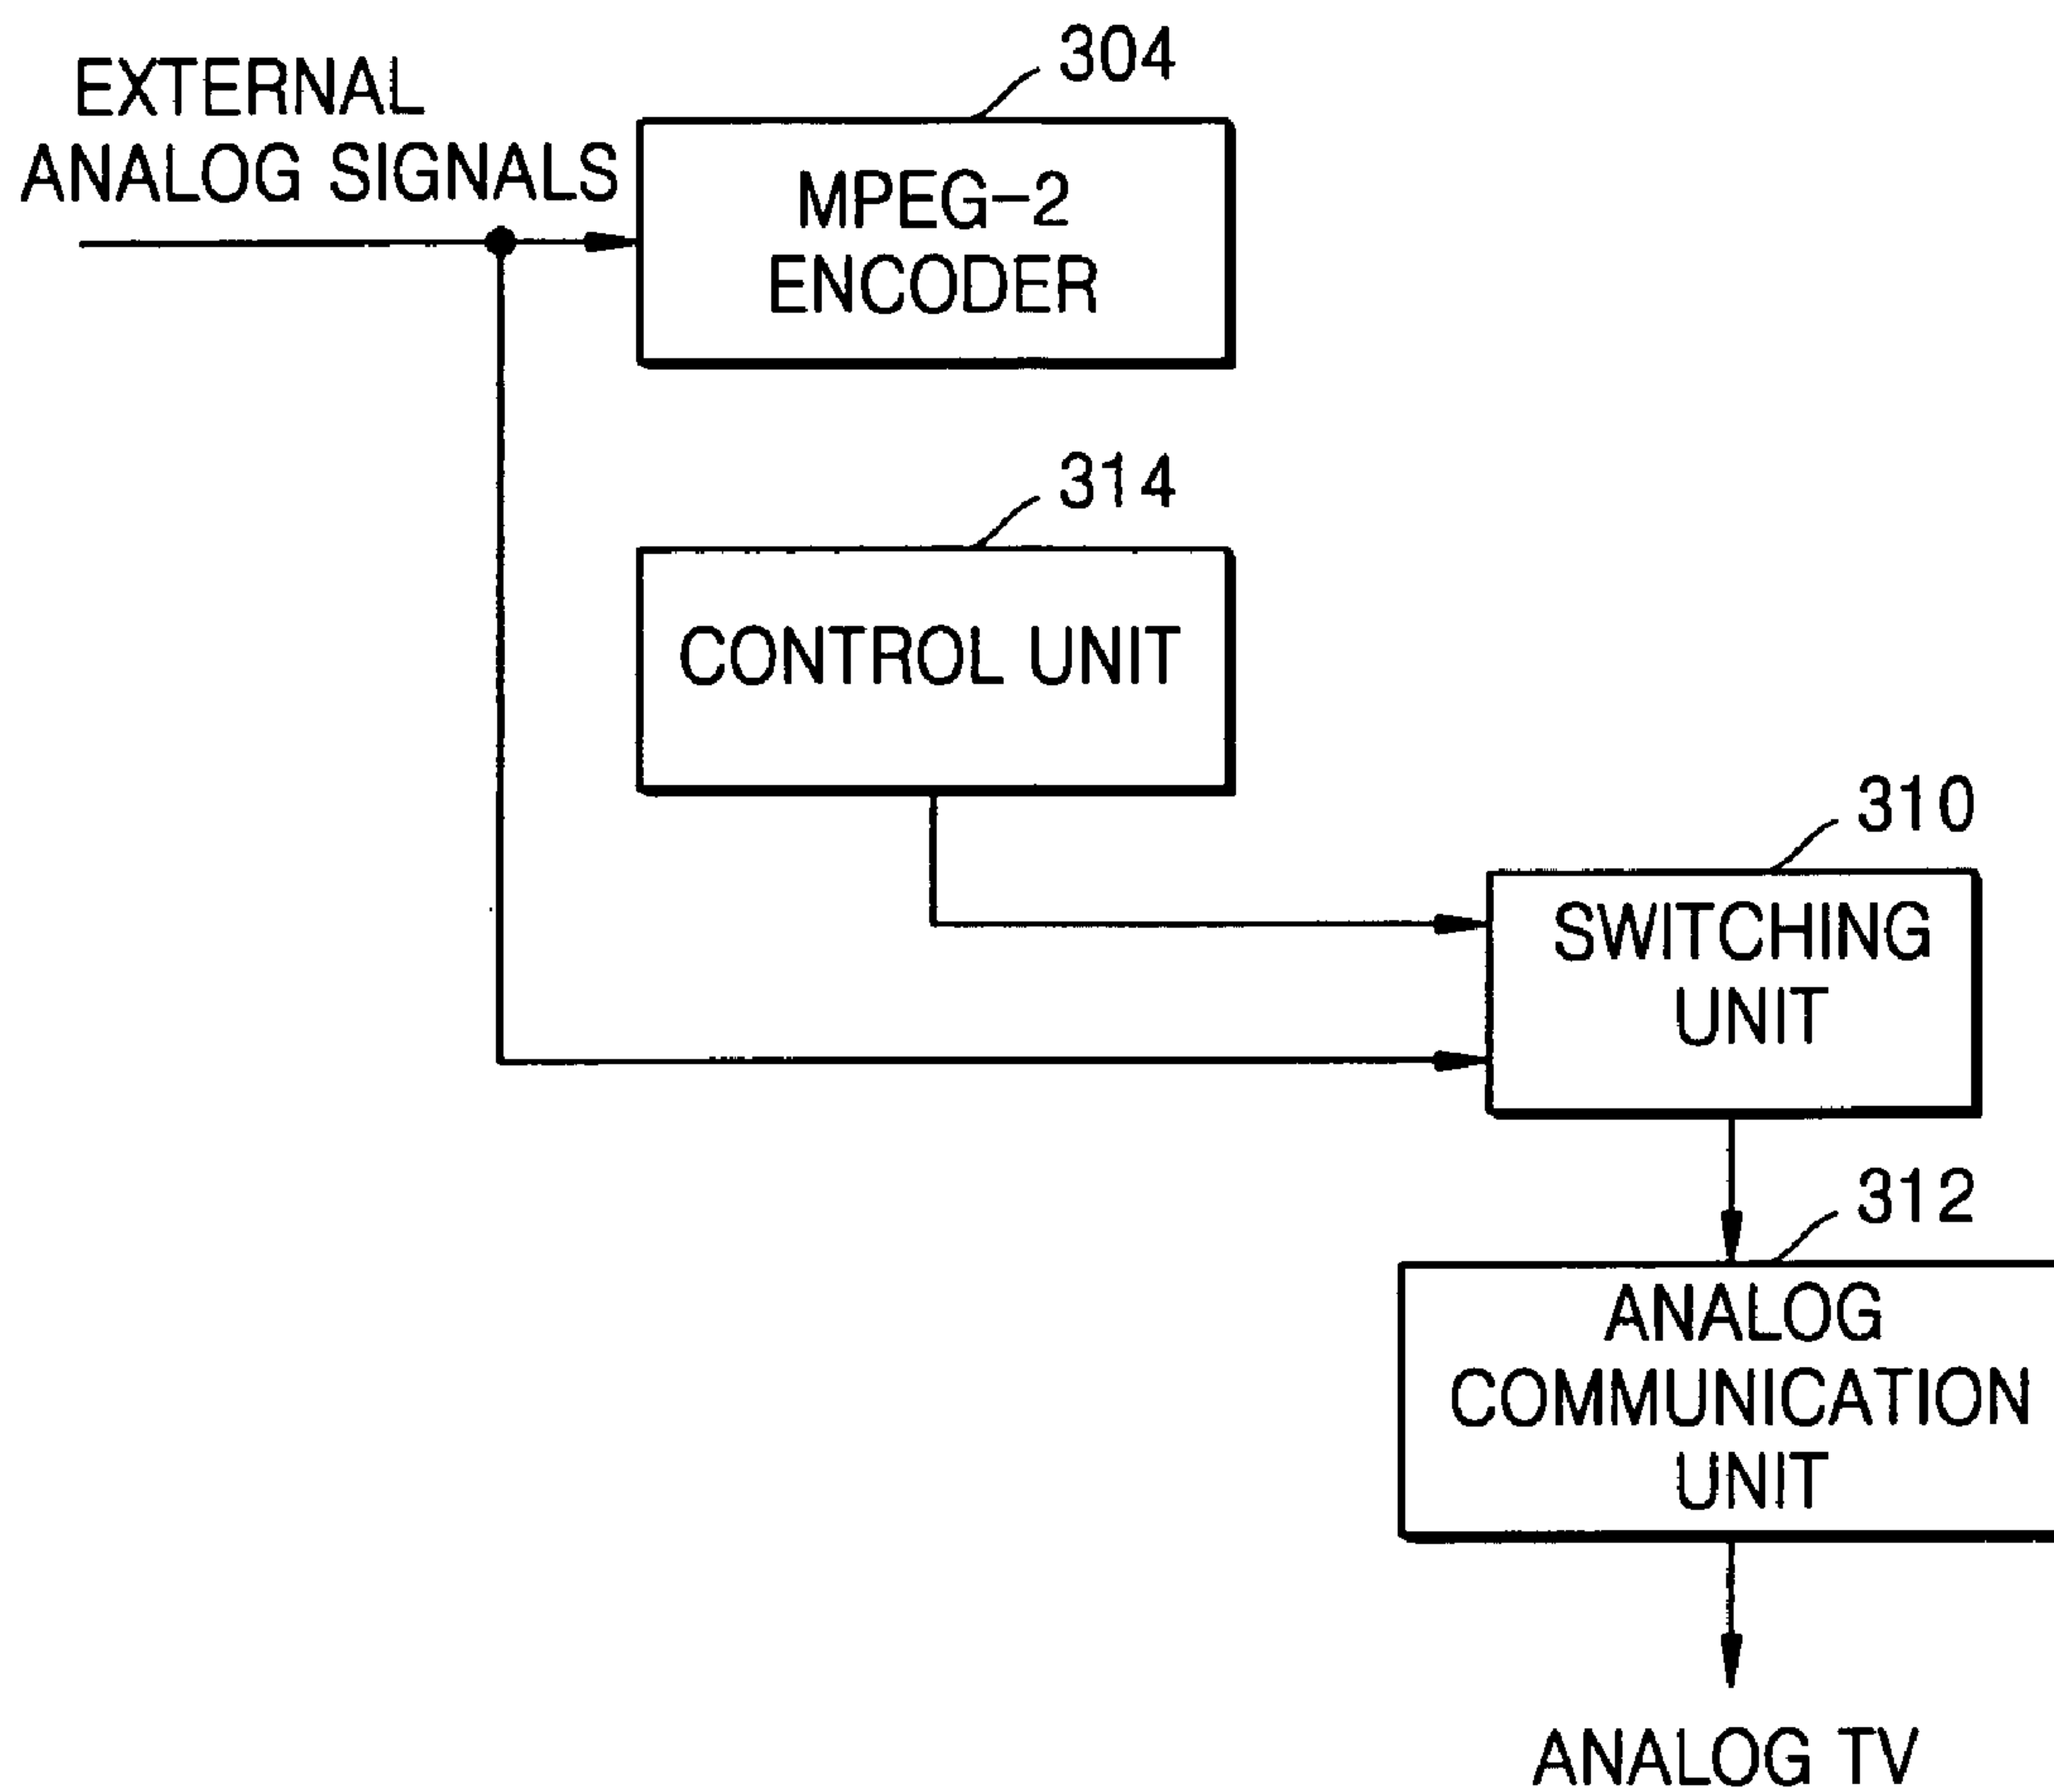 304
EXTERNAL
ANALOG SIGNALS
MPEG-2
ENCODER
314
CONTROL UNIT
310
SWITCHING
UNIT
312
ANALOG
COMMUNICATION
UNIT
ANALOG TV